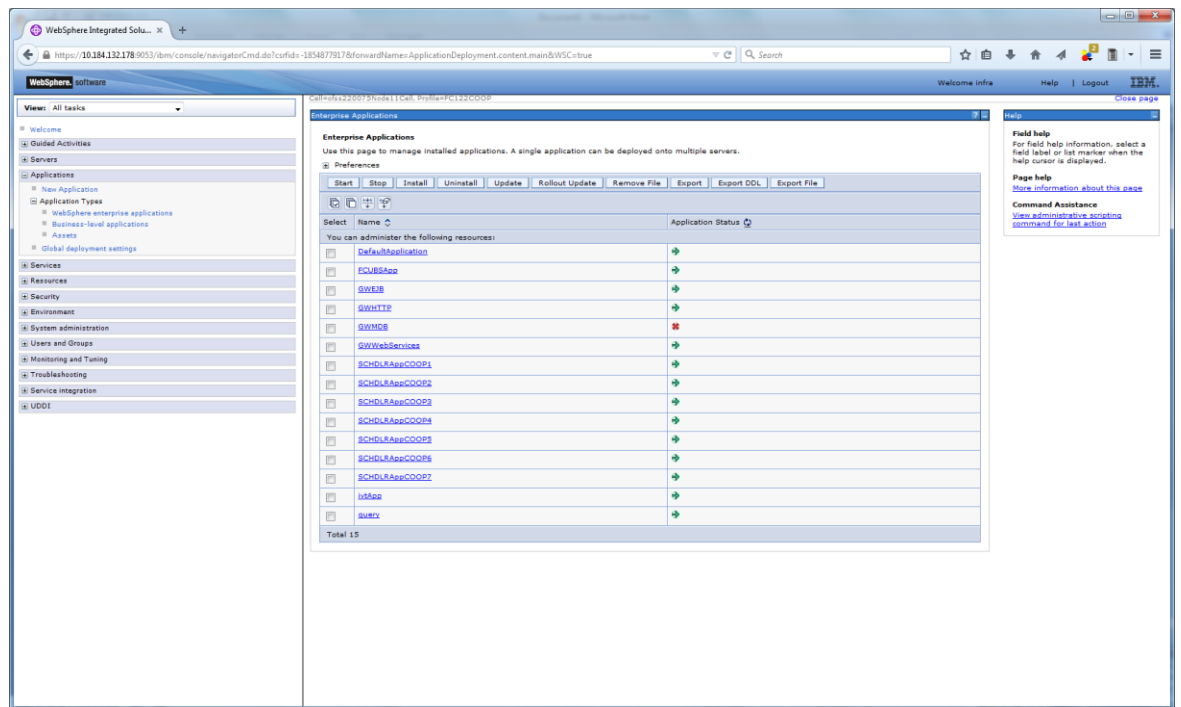 WebSphere Integrated Solu...
https://10.184.132.178:9053/ibm/console/navigatorCmd.do?csrfid=-1854877917&forwardName=ApplicationDeployment.content.main&WSC=true
Search
2
WebSphere. software
Welcome infra
Help | Logout
IBM.
View: All tasks
Welcome
Guided Activities
Servers
Applications
New Application
Application Types
WebSphere enterprise applications
Business-level applications
Assets
Global deployment settings
Services
Resources
Security
Environment
System administration
Users and Groups
Monitoring and Tuning
Troubleshooting
Service integration
UDDI
Cell=ofss220075Node11Cell, Profile=FC122COOP
Close page
Enterprise Applications
Enterprise Applications
Use this page to manage installed applications. A single application can be deployed onto multiple servers.
Preferences
Start Stop Install Uninstall Update Rollout Update Remove File Export Export DDL Export File
Select Name Application Status
You can administer the following resources:
DefaultApplication
FCUBSApp
GWEJB
GWHTTP
GWMDB
GWWebServices
SCHDLRAppCOOP1
SCHDLRAppCOOP2
SCHDLRAppCOOP3
SCHDLRAppCOOP4
SCHDLRAppCOOP5
SCHDLRAppCOOP6
SCHDLRAppCOOP7
ivtApp
query
Total 15
Help
Field help
For field help information, select a
field label or list marker when the
help cursor is displayed.
Page help
More information about this page
Command Assistance
View administrative scripting
command for last action